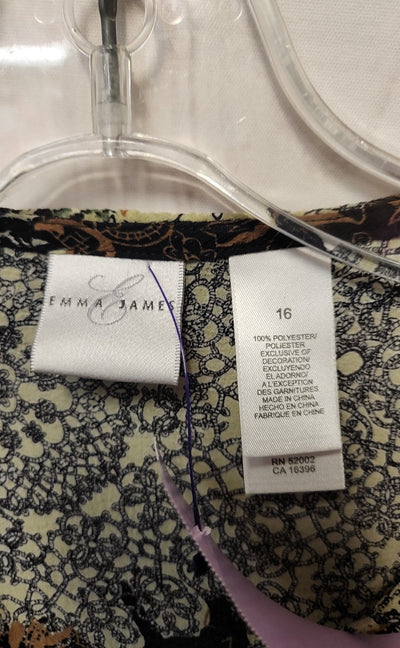 E
EMMA JAMES
16
100% POLYESTER/
POLIESTER
EXCLUSIVE OF
DECORATION/
EXCLUYENDO
EL ADORNO/
A L'EXCEPTION
DES GARNITURES
MADE IN CHINA
HECHO EN CHINA
FABRIQUE EN CHINE
RN 52002
CA 16396